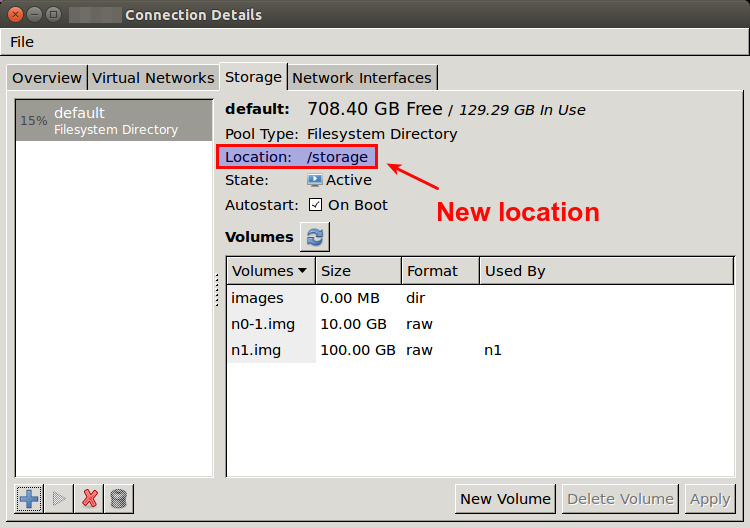 Connection Details
File
Overview Virtual Networks Storage Network Interfaces
15% default
Filesystem Directory
default: 708.40 GB Free / 129.29 GB In Use
Pool Type: Filesystem Directory
Location: /storage
State: Active
Autostart: On Boot
New location
Volumes
Volumes Size Format Used By
images 0.00 MB dir
n0-1.img 10.00 GB raw
n1.img 100.00 GB raw n1
New Volume Delete Volume Apply